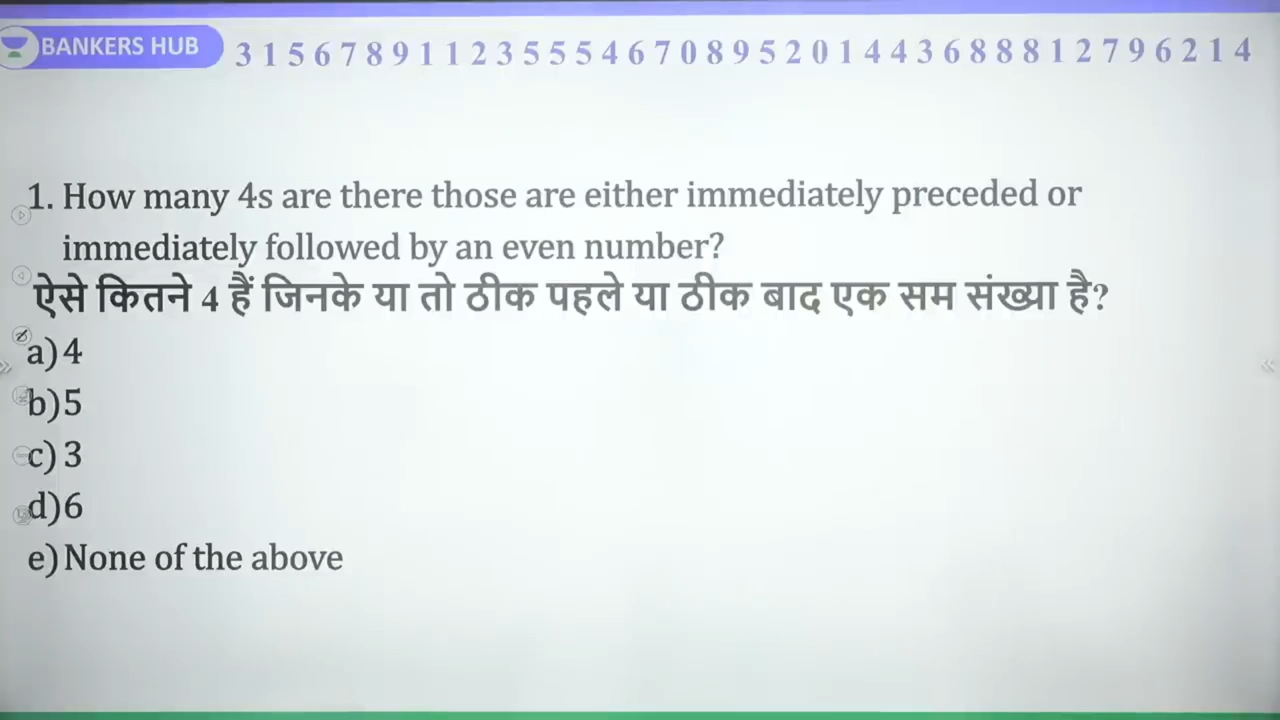 BANKERS HUB 3 1 5 6 7 8 9 1 1 2 3 5 5 5 4 6 7 0 8 9 5 2 0 1 4 4 3 6 8 8 8 1 2 7 9 6 2 1 4
1. How many 4s are there those are either immediately preceded or
immediately followed by an even number?
ऐसे कितने 4 हैं जिनके या तो ठीक पहले या ठीक बाद एक सम संख्या है?
a) 4
b) 5
c) 3
d) 6
e) None of the above